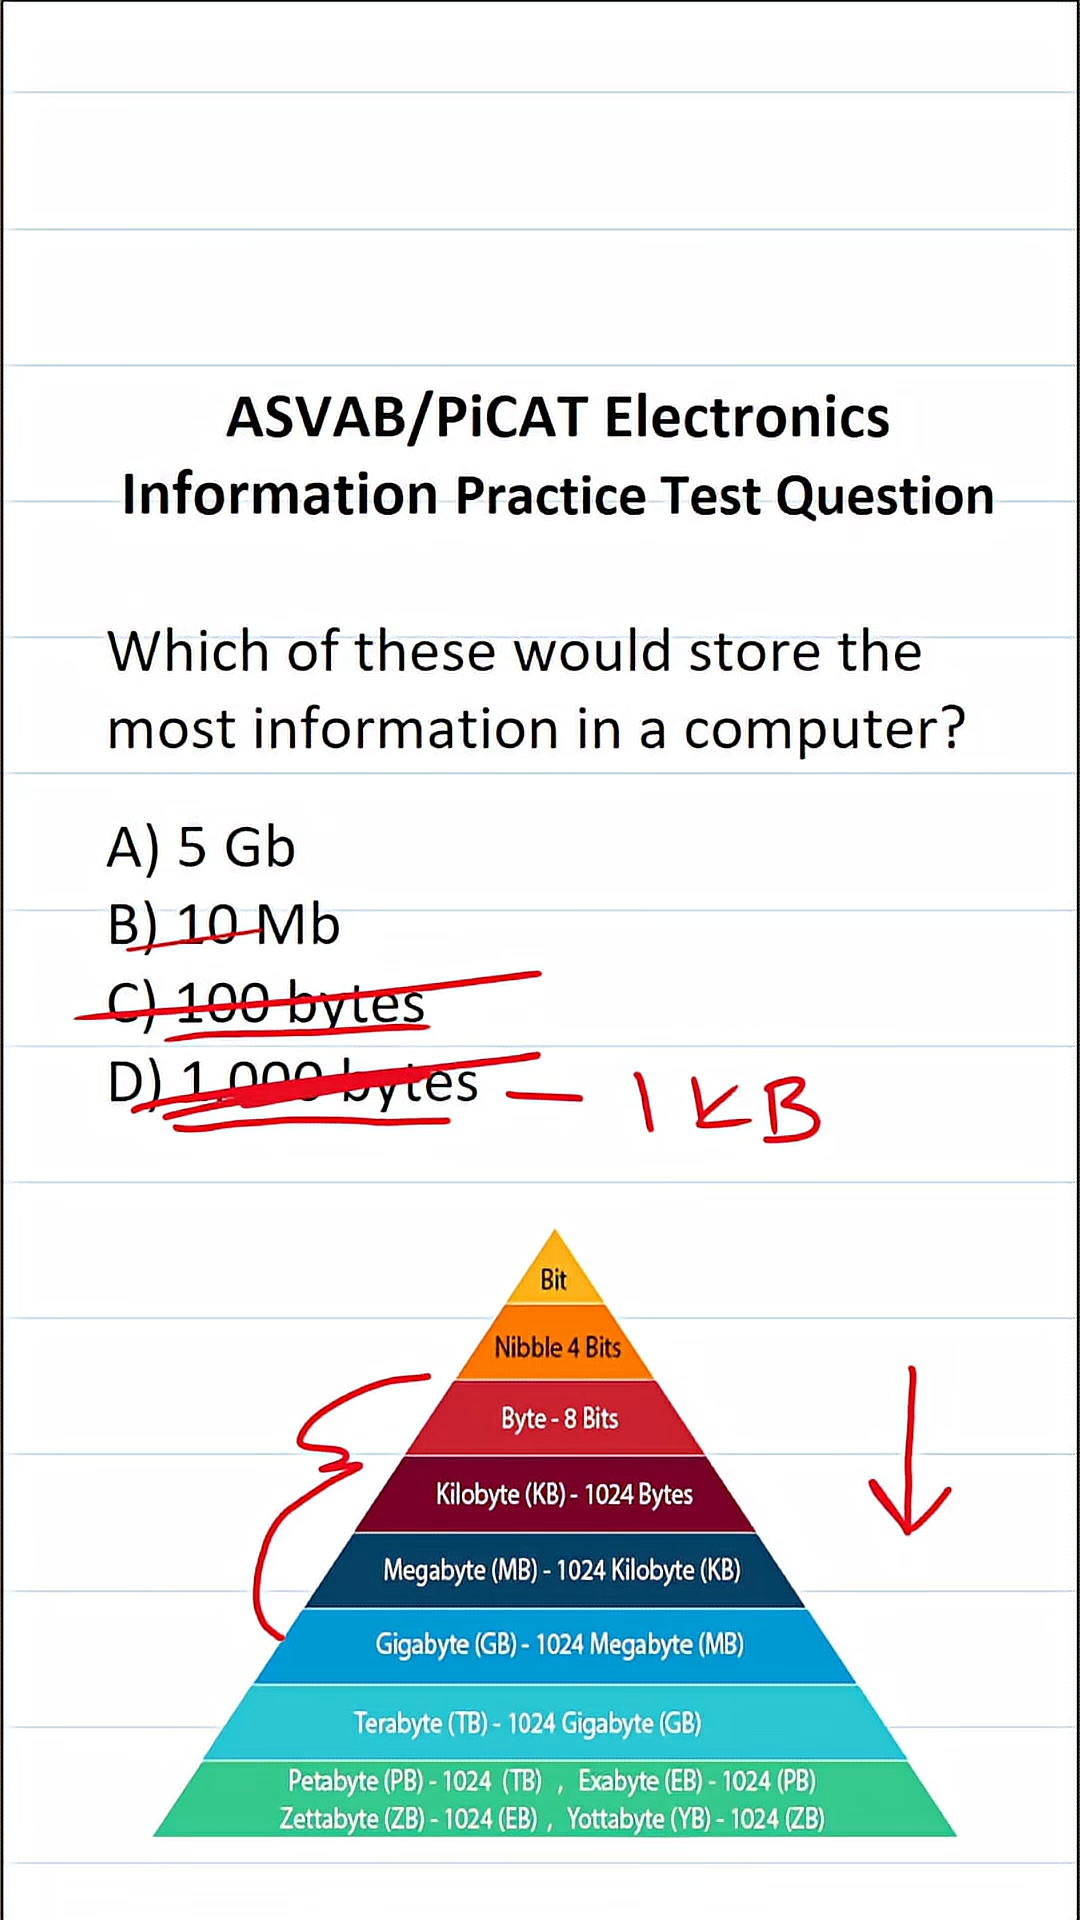 ASVAB/PiCAT Electronics
Information Practice Test Question
Which of these would store the
most information in a computer?
A) 5 Gb
B) 10 Mb
C) 100 bytes
D) 1,000 bytes — 1 KB
Bit
Nibble 4 Bits
Byte - 8 Bits
Kilobyte (KB) - 1024 Bytes
Megabyte (MB) - 1024 Kilobyte (KB)
Gigabyte (GB) - 1024 Megabyte (MB)
Terabyte (TB) - 1024 Gigabyte (GB)
Petabyte (PB) - 1024 (TB) , Exabyte (EB) - 1024 (PB)
Zettabyte (ZB) - 1024 (EB) , Yottabyte (YB) - 1024 (ZB)